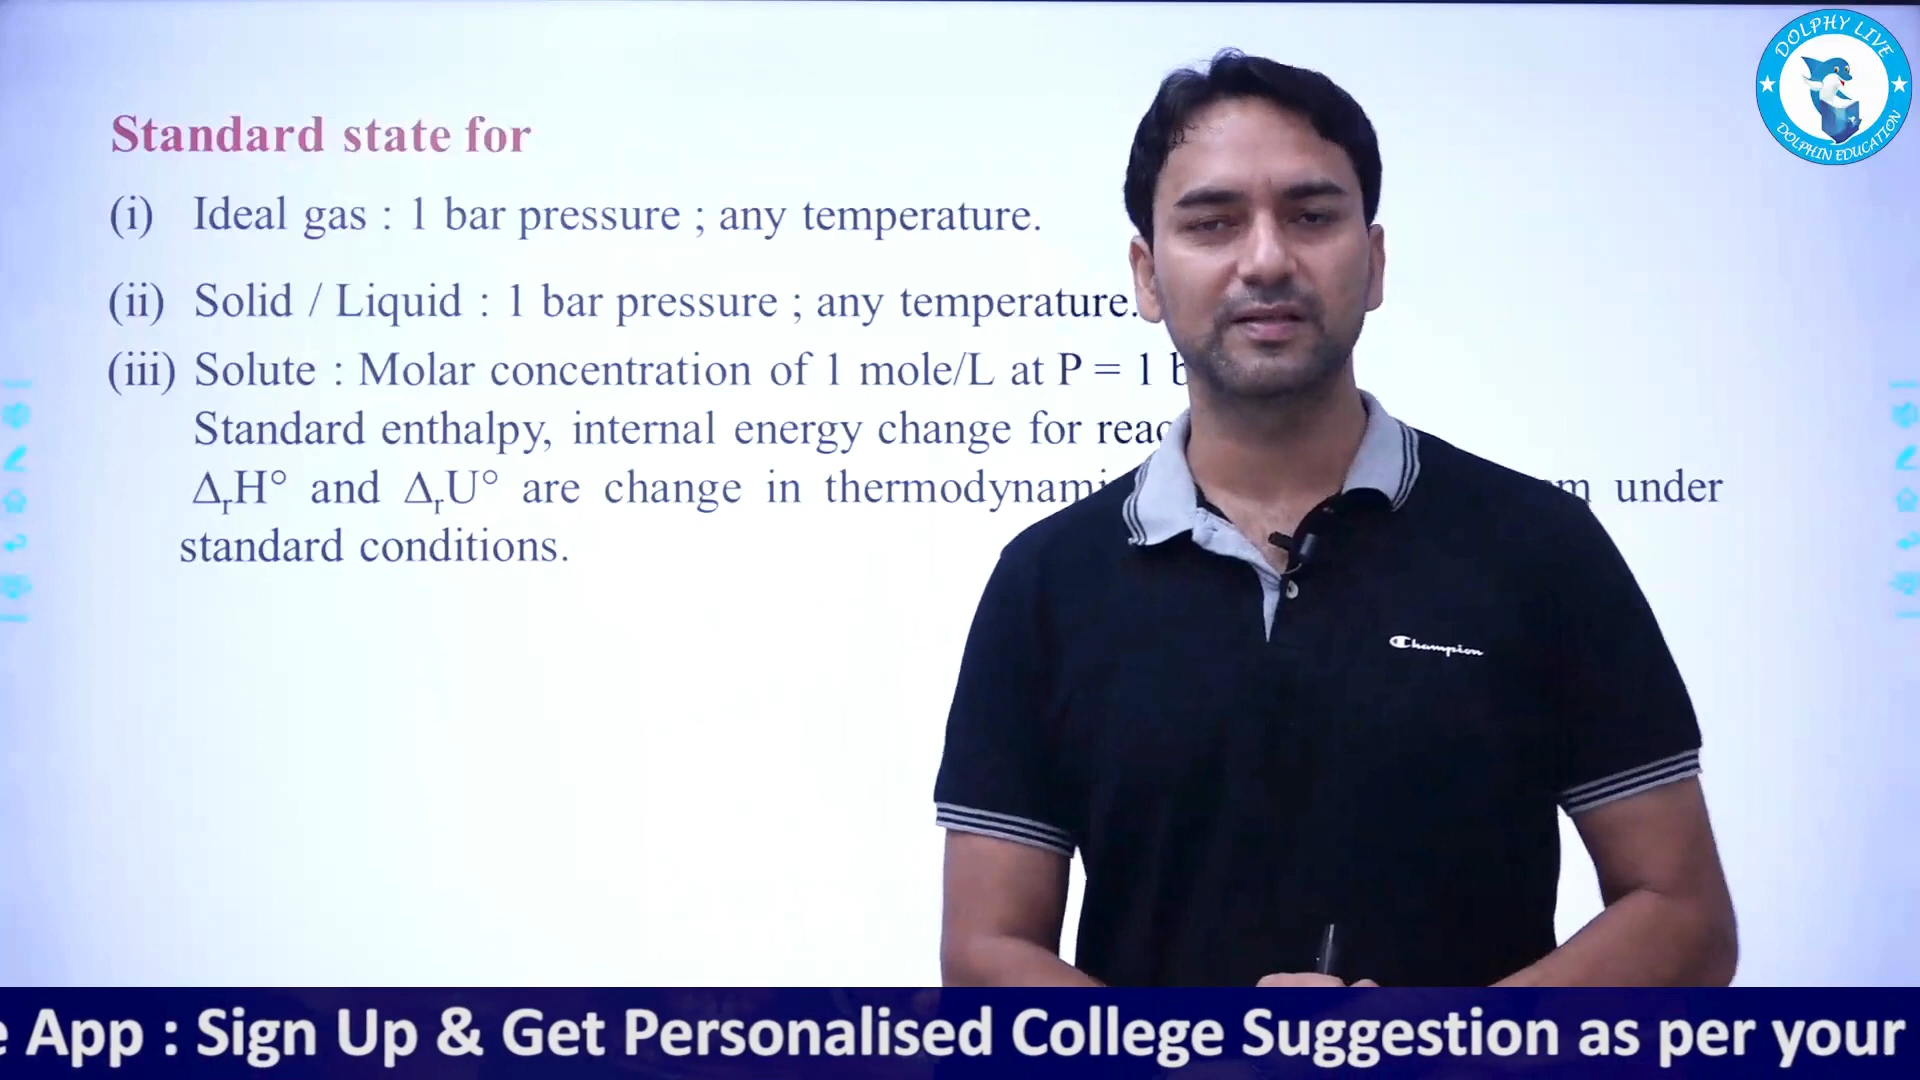 DOLPHY LIVE
DOLPHIN EDUCATION
Standard state for
(i) Ideal gas : 1 bar pressure ; any temperature.
(ii) Solid / Liquid : 1 bar pressure ; any temperature.
(iii) Solute : Molar concentration of 1 mole/L at P = 1
Standard enthalpy, internal energy change for
ΔᵣH° and ΔᵣU° are change in under
standard conditions.
Champion
App : Sign Up & Get Personalised College Suggestion as per your